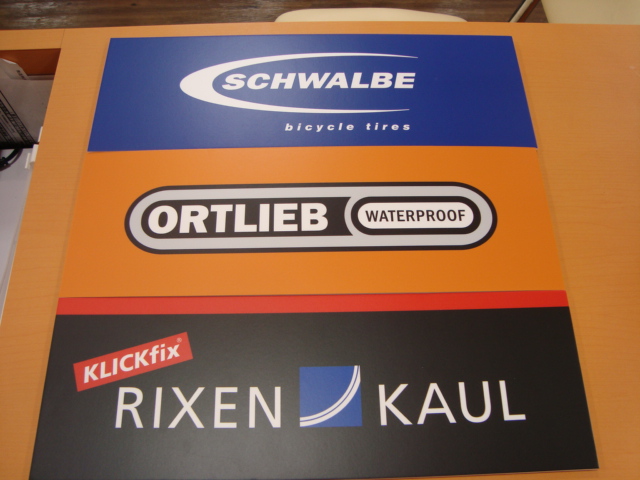 SCHWALBE
bicycle tires
ORTLIEB WATERPROOF
KLICKfix®
RIXEN KAUL